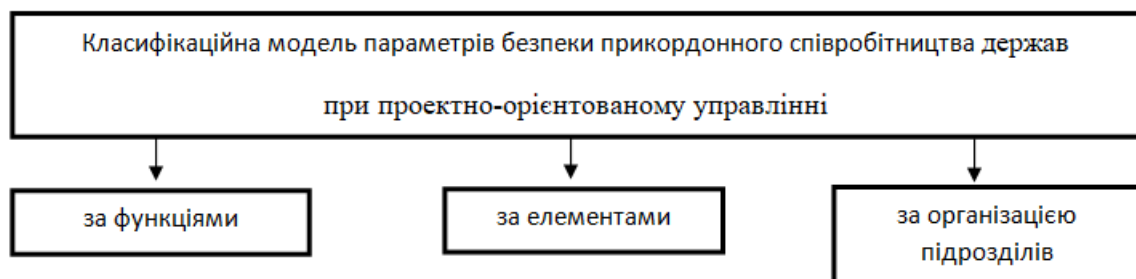 Класифікаційна модель параметрів безпеки прикордонного співробітництва держав
при проектно-орієнтованому управлінні
за функціями
за елементами
за організацією
підрозділів